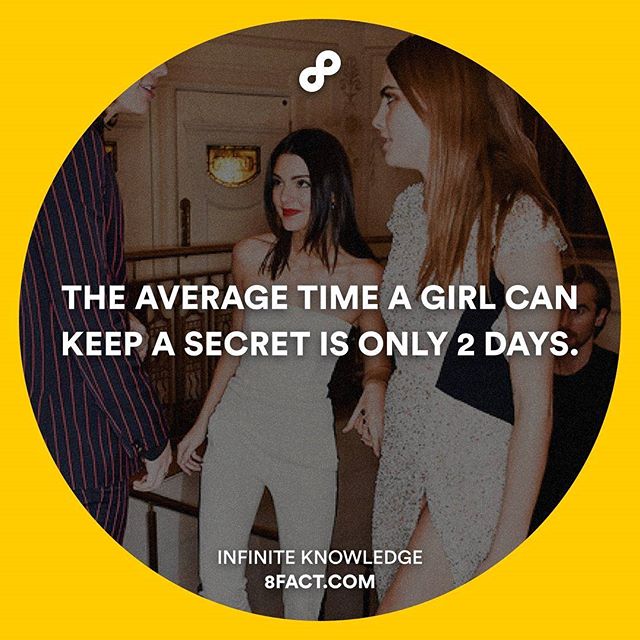 THE AVERAGE TIME A GIRL CAN
KEEP A SECRET IS ONLY 2 DAYS.
INFINITE KNOWLEDGE
8FACT.COM